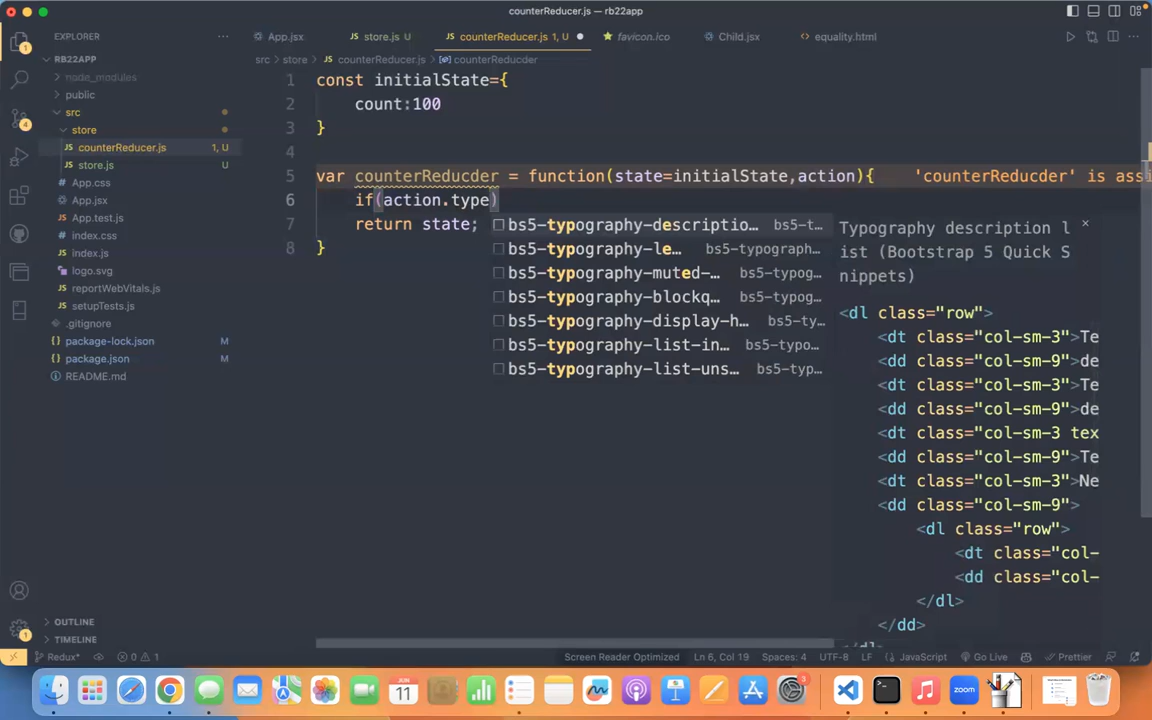 counterReducer.js — rb22app
EXPLORER
RB22APP
node_modules
public
src
store
counterReducer.js 1, U
store.js U
App.css
App.js
App.test.js
index.css
index.js
logo.svg
reportWebVitals.js
setupTests.js
.gitignore
package-lock.json M
package.json M
README.md
OUTLINE
TIMELINE
App.jsx
store.js U
counterReducer.js 1, U
favicon.ico
Child.jsx
equality.html
src > store > counterReducer.js > counterReducer
1 const initialState={
2 count:100
3 }
4
5 var counterReducder = function(state=initialState,action){ 'counterReducder' is assi
6 if(action.type)
7 return state;
8 }
bs5-typography-descriptio… bs5-t…
bs5-typography-le… bs5-typograph…
bs5-typography-muted-… bs5-typog…
bs5-typography-blockq… bs5-typog…
bs5-typography-display-h… bs5-ty…
bs5-typography-list-in… bs5-typo…
bs5-typography-list-uns… bs5-typ…
Typography description l
ist (Bootstrap 5 Quick S
nippets)
<dl class="row">
<dt class="col-sm-3">Te
<dd class="col-sm-9">de
<dt class="col-sm-3">Te
<dd class="col-sm-9">de
<dt class="col-sm-3 tex
<dd class="col-sm-9">Te
<dt class="col-sm-3">Ne
<dd class="col-sm-9">
<dl class="row">
<dt class="col-
<dd class="col-
</dl>
</dd>
Redux* 0 1
Screen Reader Optimized Ln 6, Col 19 Spaces: 4 UTF-8 LF JavaScript Go Live Prettier
JUN
11
zoom